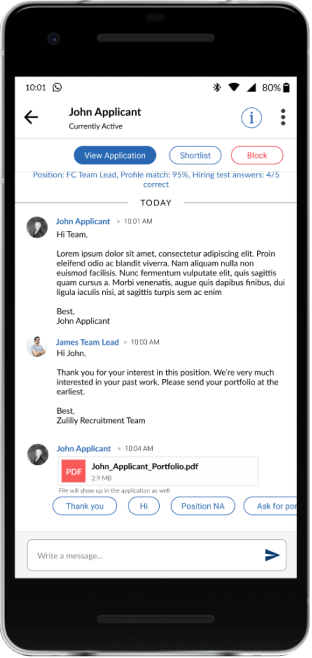 10:01 80%
John Applicant
Currently Active
View Application Shortlist Block
Position: FC Team Lead, Profile match: 95%, Hiring test answers: 4/5
correct
TODAY
John Applicant 10:01 AM
Hi Team,
Lorem ipsum dolor sit amet, consectetur adipiscing elit. Proin
eleifend odio ac blandit viverra. Nam aliquam nulla non
euismod facilisis. Nunc fermentum vulputate elit, quis sagittis
quam cursus a. Morbi venenatis, augue quis dapibus finibus, dui
ligula iaculis nisi, at sagittis turpis sem ac enim
Best,
John Applicant
James Team Lead 10:03 AM
Hi John,
Thank you for your interest in this position. We're very much
interested in your past work. Please send your portfolio at the
earliest.
Best,
Zuliliy Recruitment Team
John Applicant 10:04 AM
PDF John_Applicant_Portfolio.pdf
2.9 MB
File will show up in the application as well
Thank you Hi Position NA Ask for por
Write a message...